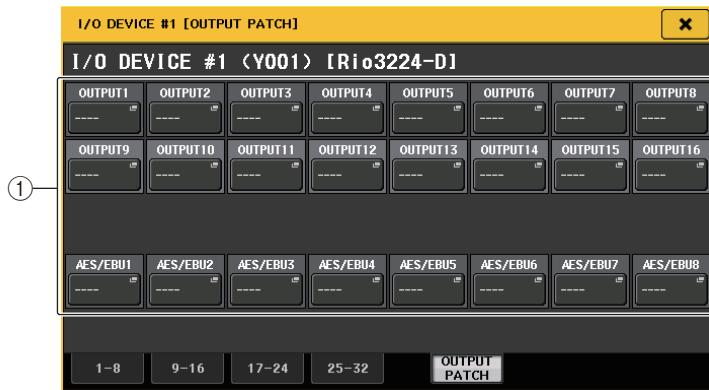 I/O DEVICE #1 [OUTPUT PATCH]
I/O DEVICE #1 (Y001) [Rio3224-D]
OUTPUT1 OUTPUT2 OUTPUT3 OUTPUT4 OUTPUT5 OUTPUT6 OUTPUT7 OUTPUT8
---- ---- ---- ---- ---- ---- ---- ----
OUTPUT9 OUTPUT10 OUTPUT11 OUTPUT12 OUTPUT13 OUTPUT14 OUTPUT15 OUTPUT16
---- ---- ---- ---- ---- ---- ---- ----
①
AES/EBU1 AES/EBU2 AES/EBU3 AES/EBU4 AES/EBU5 AES/EBU6 AES/EBU7 AES/EBU8
---- ---- ---- ---- ---- ---- ---- ----
1-8 9-16 17-24 25-32 OUTPUT
PATCH